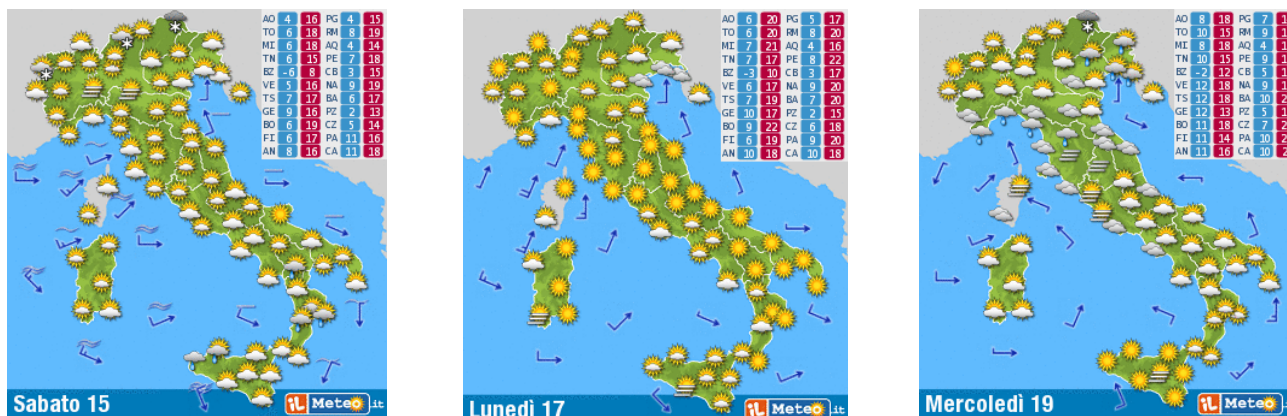 AO 4 16 PG 4 15
TO 6 18 RM 8 19
MI 6 18 AQ 4 14
TN 6 15 PE 7 18
BZ -6 8 CB 3 15
VE 5 16 NA 9 19
TS 7 17 BA 6 17
GE 9 16 PZ 2 13
BO 6 19 CZ 5 14
FI 6 17 PA 11 16
AN 8 16 CA 11 18
Sabato 15
iL Meteo.it
AO 6 20 PG 5 17
TO 6 20 RM 8 20
MI 7 21 AQ 4 16
TN 7 17 PE 8 22
BZ -3 10 CB 3 17
VE 6 17 NA 9 20
TS 6 19 BA 7 20
GE 10 17 PZ 2 15
BO 9 22 CZ 6 18
FI 6 19 PA 9 20
AN 10 18 CA 10 18
Lunedì 17
iL Meteo.it
AO 8 18 PG 7
TO 10 15 RM 9
MI 8 18 AQ 4
TN 10 15 PE 9
BZ -2 12 CB 5
VE 12 18 NA 9
TS 12 18 BA 10
GE 12 13 PZ 5
BO 11 18 CZ 7
FI 11 14 PA 10
AN 11 16 CA 10
Mercoledì 19
iL Meteo.it